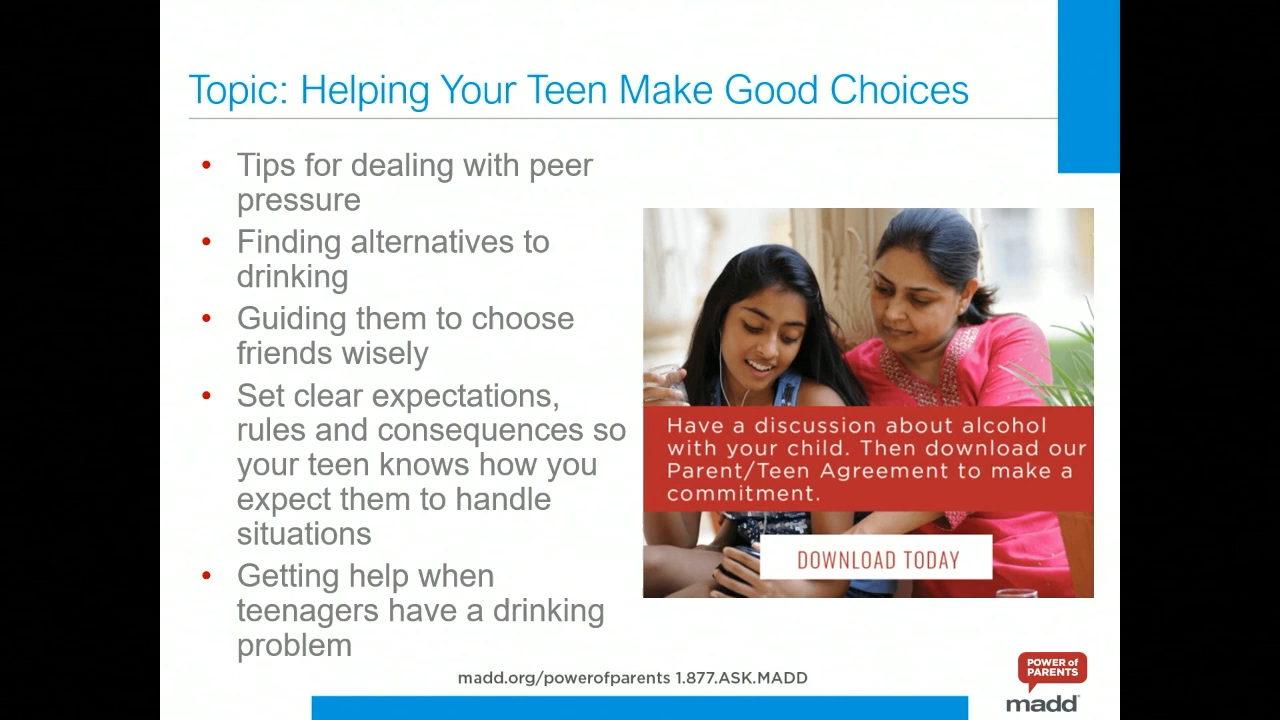 Topic: Helping Your Teen Make Good Choices
• Tips for dealing with peer
pressure
• Finding alternatives to
drinking
• Guiding them to choose
friends wisely
• Set clear expectations,
rules and consequences so
your teen knows how you
expect them to handle
situations
• Getting help when
teenagers have a drinking
problem
Have a discussion about alcohol
with your child. Then download our
Parent/Teen Agreement to make a
commitment.
DOWNLOAD TODAY
madd.org/powerofparents 1.877.ASK.MADD
POWER of
PARENTS
madd